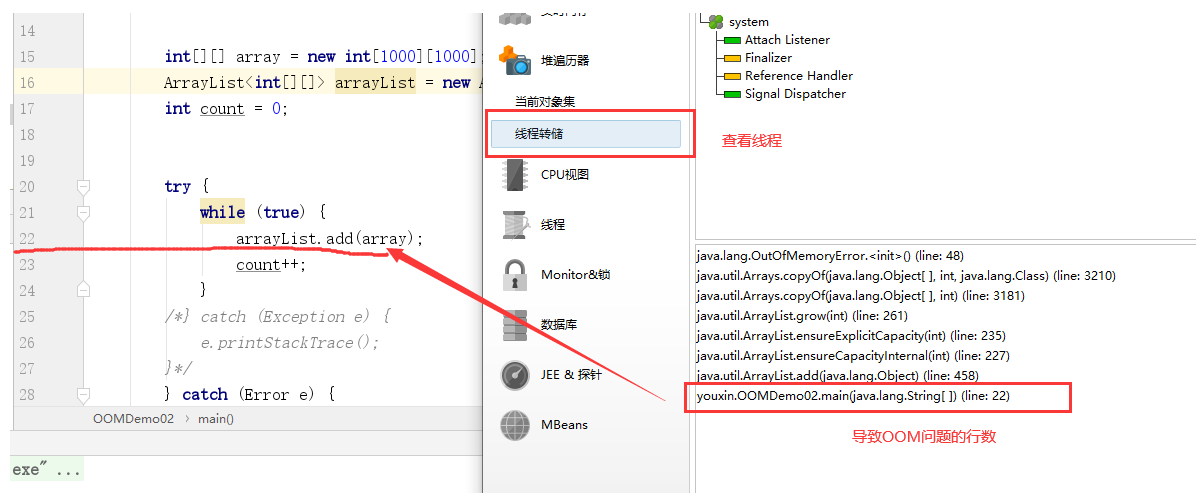 14
15 int[][] array = new int[1000][1000];
16 ArrayList<int[][]> arrayList = new
17 int count = 0;
18
19
20 try {
21 while (true) {
22 arrayList.add(array);
23 count++;
24 }
25 /*} catch (Exception e) {
26 e.printStackTrace();
27 }*/
28 } catch (Error e) {
OOMDemo02 › main()
exe" ...
堆遍历器
当前对象集
线程转储
CPU视图
线程
Monitor&锁
数据库
JEE & 探针
MBeans
system
Attach Listener
Finalizer
Reference Handler
Signal Dispatcher
查看线程
java.lang.OutOfMemoryError.<init>() (line: 48)
java.util.Arrays.copyOf(java.lang.Object[ ], int, java.lang.Class) (line: 3210)
java.util.Arrays.copyOf(java.lang.Object[ ], int) (line: 3181)
java.util.ArrayList.grow(int) (line: 261)
java.util.ArrayList.ensureExplicitCapacity(int) (line: 235)
java.util.ArrayList.ensureCapacityInternal(int) (line: 227)
java.util.ArrayList.add(java.lang.Object) (line: 458)
youxin.OOMDemo02.main(java.lang.String[ ]) (line: 22)
导致OOM问题的行数